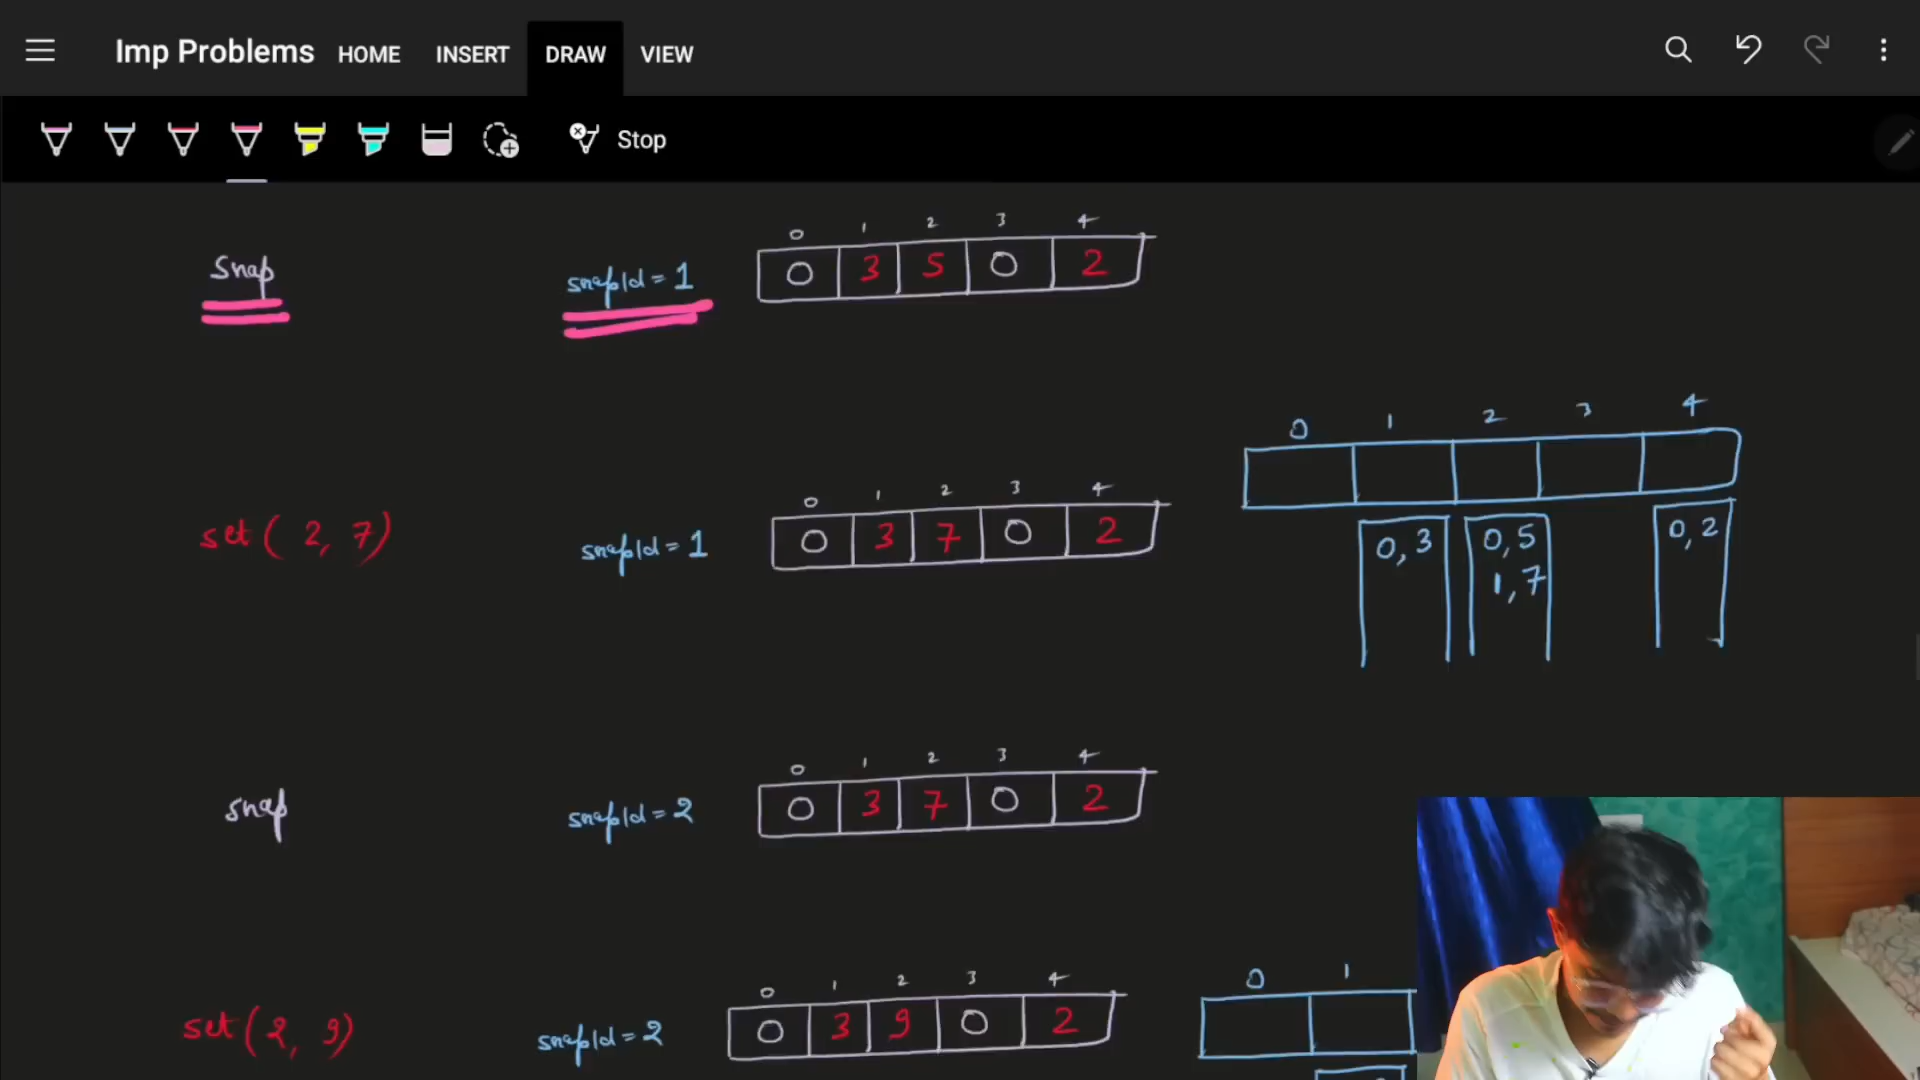 Imp Problems HOME INSERT DRAW VIEW
Stop
0 1 2 3 4
Snap snapId = 1 0 3 5 0 2
0 1 2 3 4
0 1 2 3 4
set( 2, 7) snapId = 1 0 3 7 0 2
0,3 0,5 0,2
1,7
0 1 2 3 4
snap snapId = 2 0 3 7 0 2
0 1 2 3 4 0 1
set(2, 9) snapId = 2 0 3 9 0 2